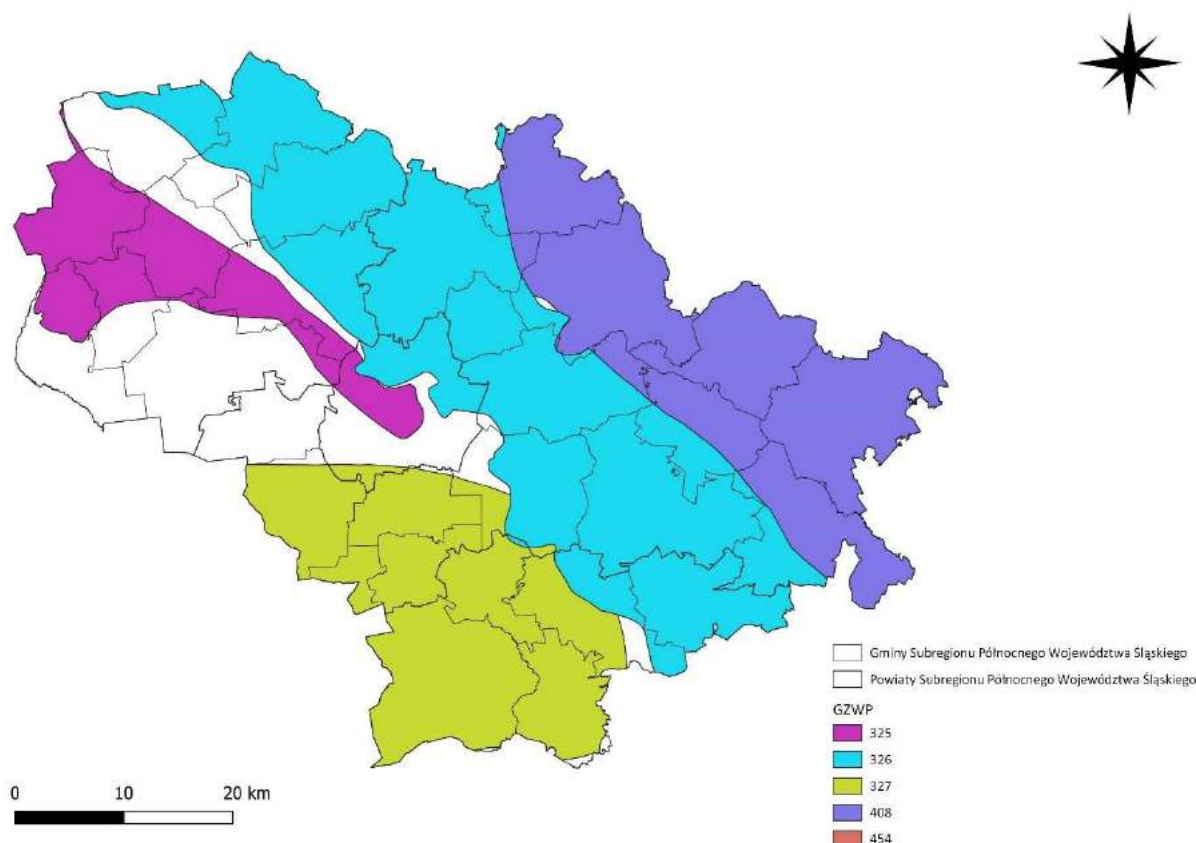 Gminy Subregionu Północnego Województwa Śląskiego
Powiaty Subregionu Północnego Województwa Śląskiego
GZWP
325
326
327
408
454
0 10 20 km